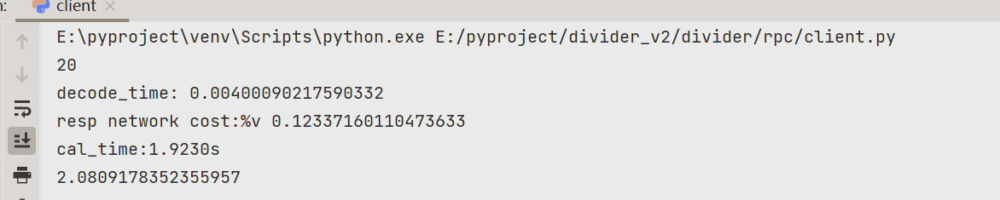 n:
client
E:\pyproject\venv\Scripts\python.exe E:/pyproject/divider_v2/divider/rpc/client.py
20
decode_time: 0.00400090217590332
resp network cost:%v 0.12337160110473633
cal_time:1.9230s
2.0809178352355957